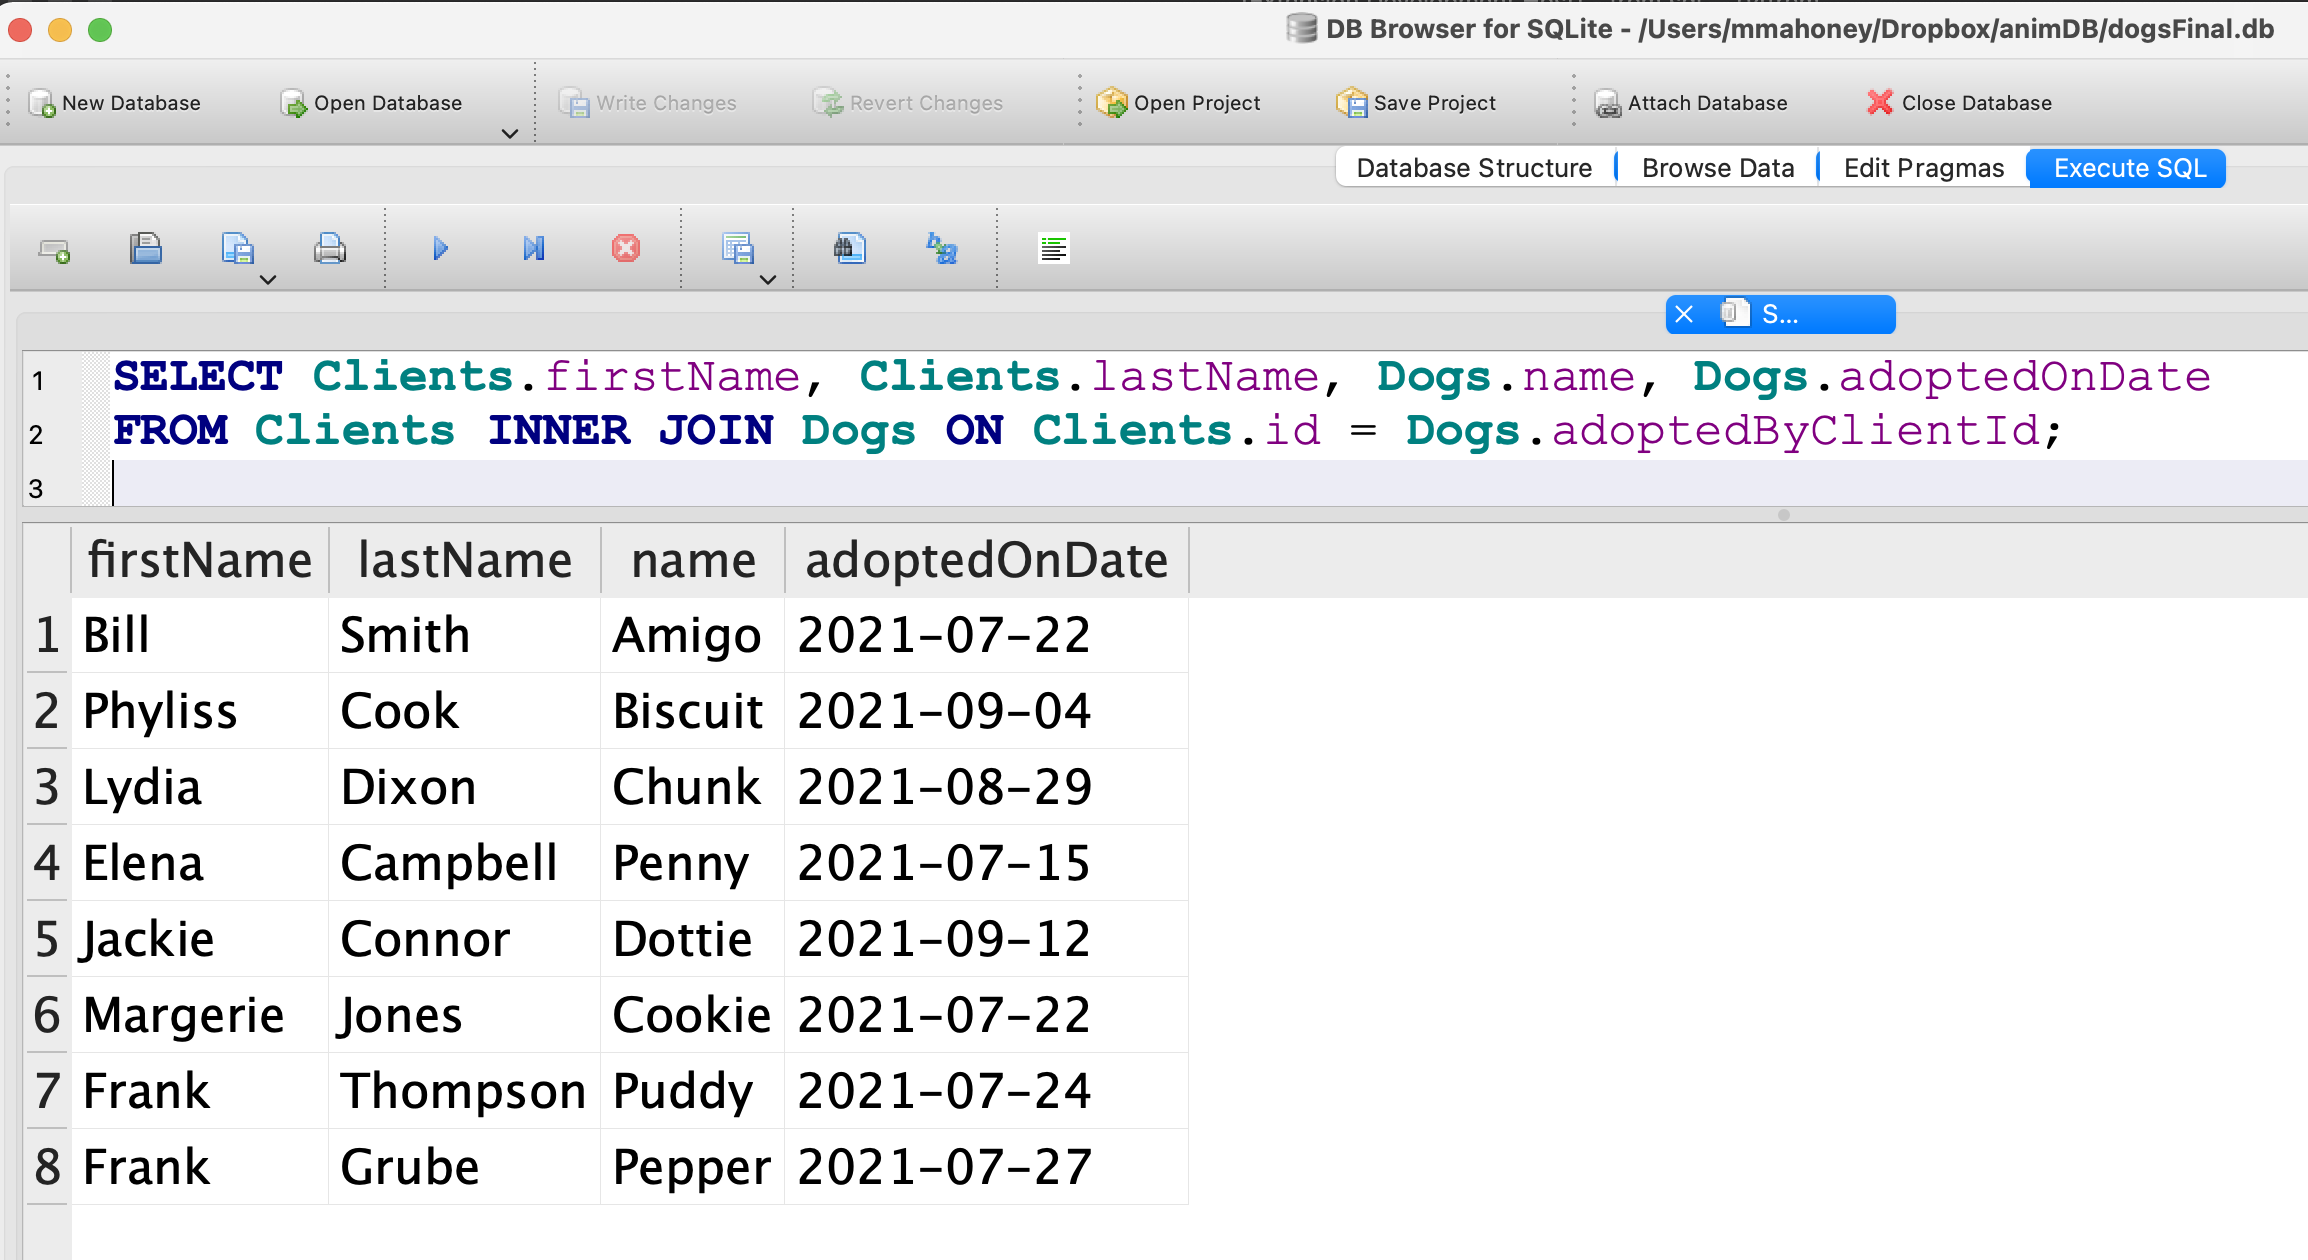 DB Browser for SQLite - /Users/mmahoney/Dropbox/animDB/dogsFinal.db
New Database Open Database Write Changes Revert Changes Open Project Save Project Attach Database Close Database
Database Structure Browse Data Edit Pragmas Execute SQL
S...
1 SELECT Clients.firstName, Clients.lastName, Dogs.name, Dogs.adoptedOnDate
2 FROM Clients INNER JOIN Dogs ON Clients.id = Dogs.adoptedByClientId;
3
firstName lastName name adoptedOnDate
1 Bill Smith Amigo 2021-07-22
2 Phyliss Cook Biscuit 2021-09-04
3 Lydia Dixon Chunk 2021-08-29
4 Elena Campbell Penny 2021-07-15
5 Jackie Connor Dottie 2021-09-12
6 Margerie Jones Cookie 2021-07-22
7 Frank Thompson Puddy 2021-07-24
8 Frank Grube Pepper 2021-07-27